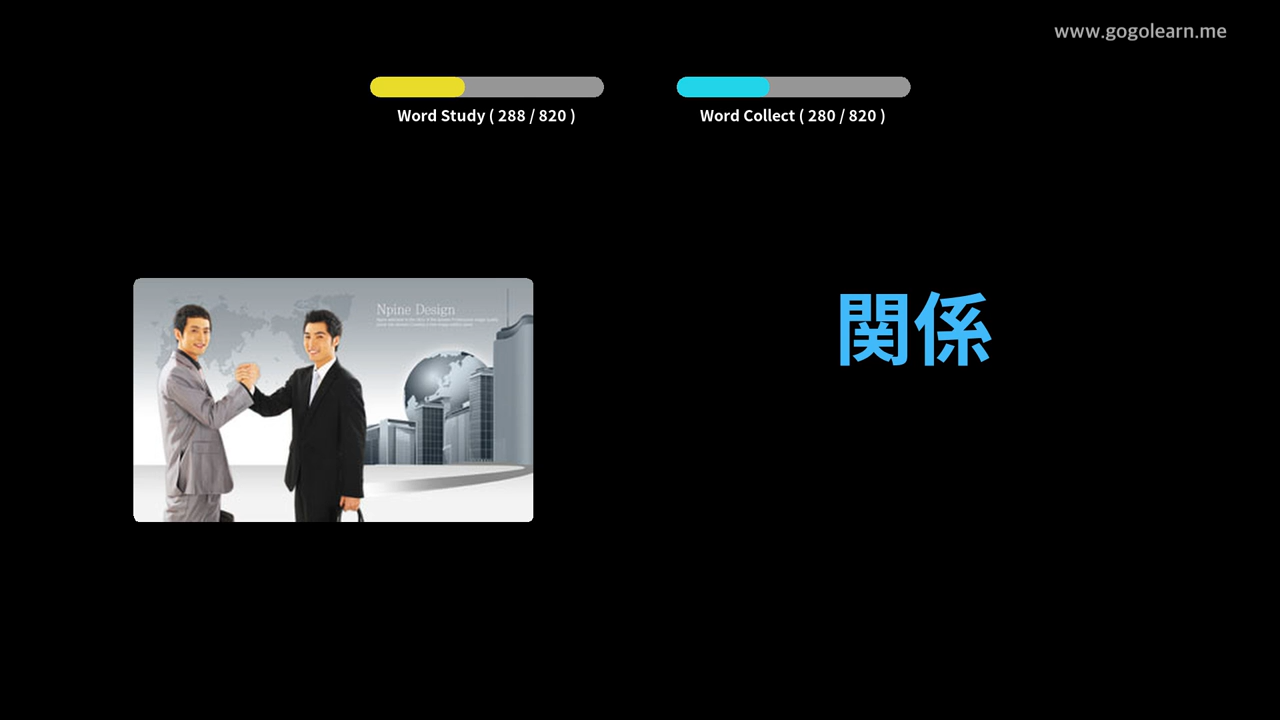 www.gogolearn.me
Word Study ( 288 / 820 )
Word Collect ( 280 / 820 )
Npine Design
関係